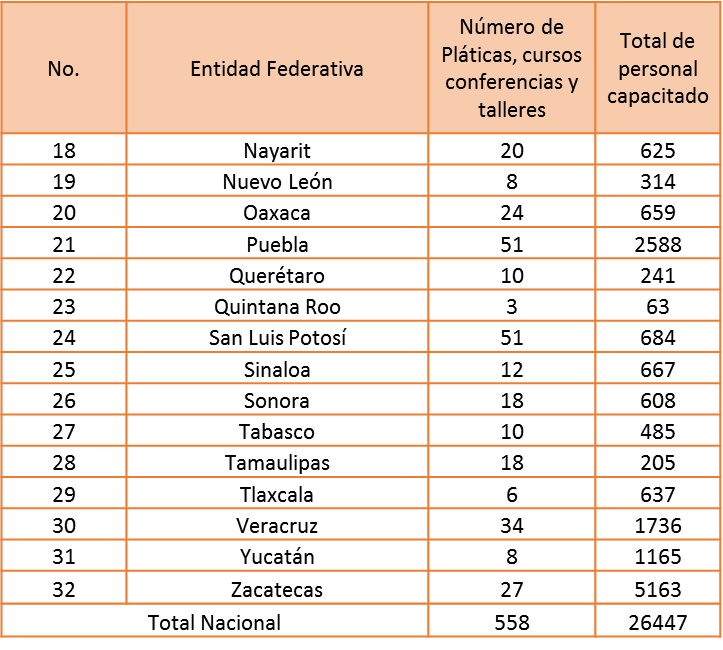 No.
Entidad Federativa
Número de
Pláticas, cursos
conferencias y
talleres
Total de
personal
capacitado
18 Nayarit 20 625
19 Nuevo León 8 314
20 Oaxaca 24 659
21 Puebla 51 2588
22 Querétaro 10 241
23 Quintana Roo 3 63
24 San Luis Potosí 51 684
25 Sinaloa 12 667
26 Sonora 18 608
27 Tabasco 10 485
28 Tamaulipas 18 205
29 Tlaxcala 6 637
30 Veracruz 34 1736
31 Yucatán 8 1165
32 Zacatecas 27 5163
Total Nacional 558 26447